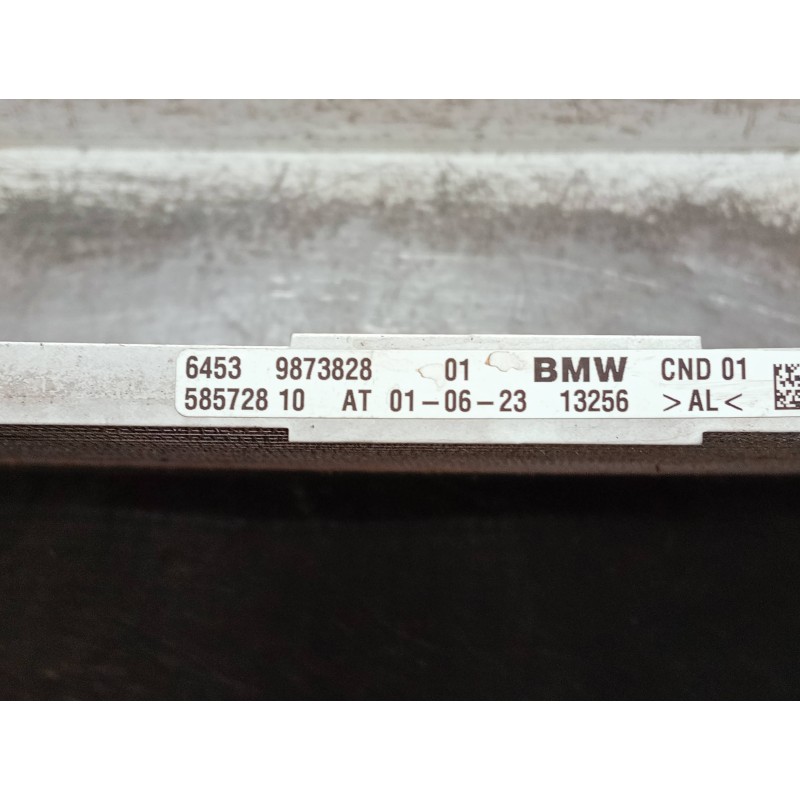 6453 9873828 01 BMW CND 01
585728 10 AT 01-06-23 13256 >AL<